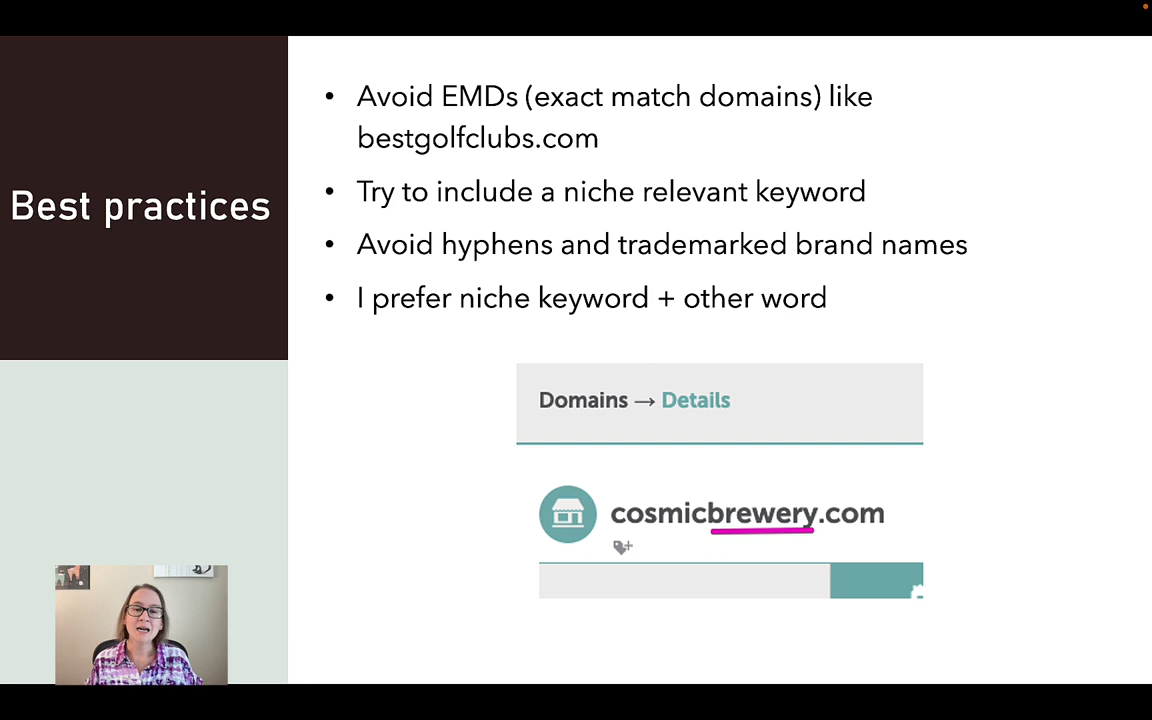 Best practices
• Avoid EMDs (exact match domains) like
bestgolfclubs.com
• Try to include a niche relevant keyword
• Avoid hyphens and trademarked brand names
• I prefer niche keyword + other word
Domains → Details
cosmicbrewery.com